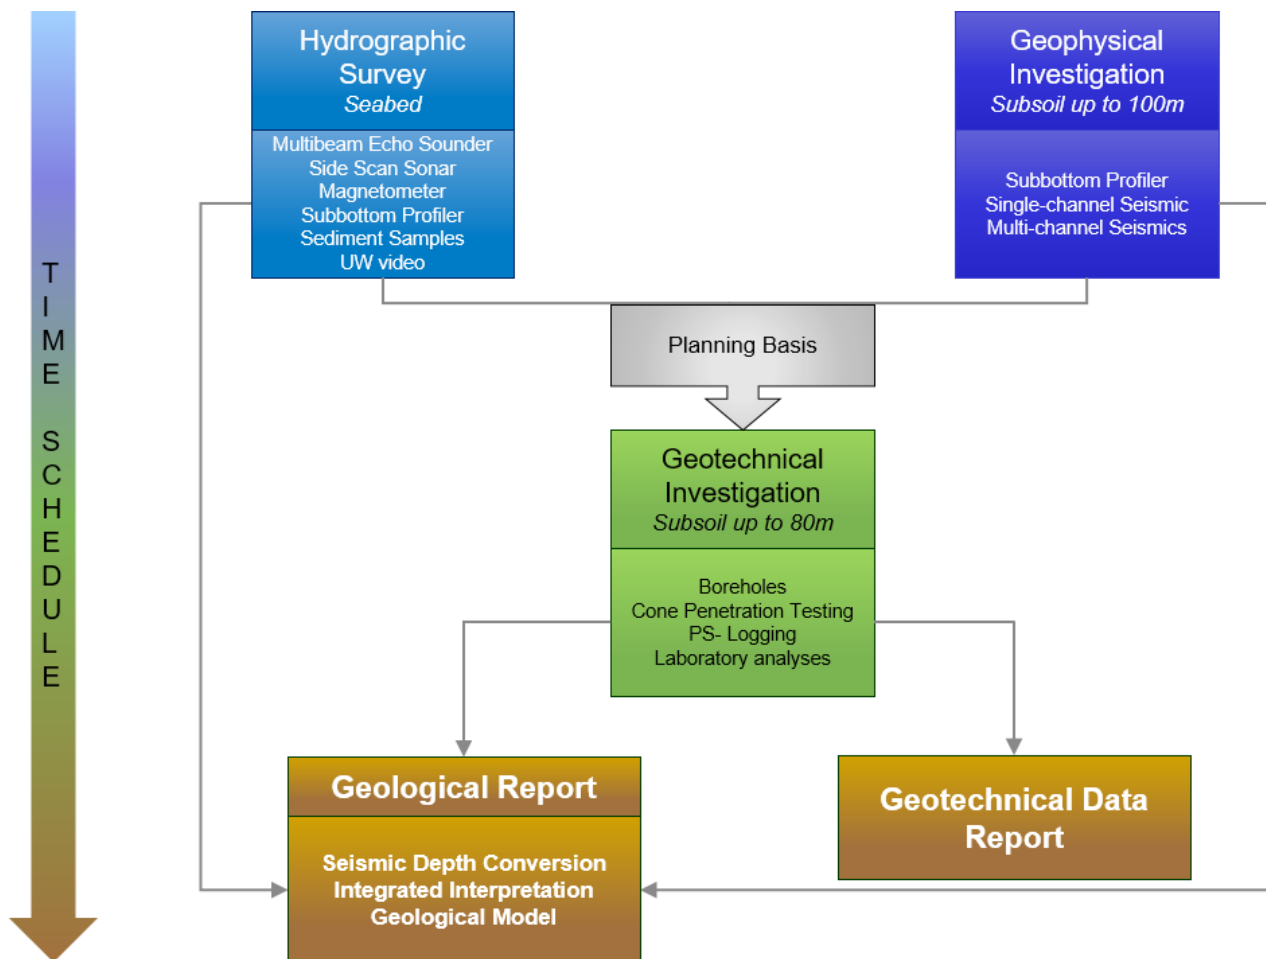 Hydrographic
Survey
Seabed
Multibeam Echo Sounder
Side Scan Sonar
Magnetometer
Subbottom Profiler
Sediment Samples
UW video
Geophysical
Investigation
Subsoil up to 100m
Subbottom Profiler
Single-channel Seismic
Multi-channel Seismics
TIME SCHEDULE
Planning Basis
Geotechnical
Investigation
Subsoil up to 80m
Boreholes
Cone Penetration Testing
PS- Logging
Laboratory analyses
Geological Report
Seismic Depth Conversion
Integrated Interpretation
Geological Model
Geotechnical Data
Report